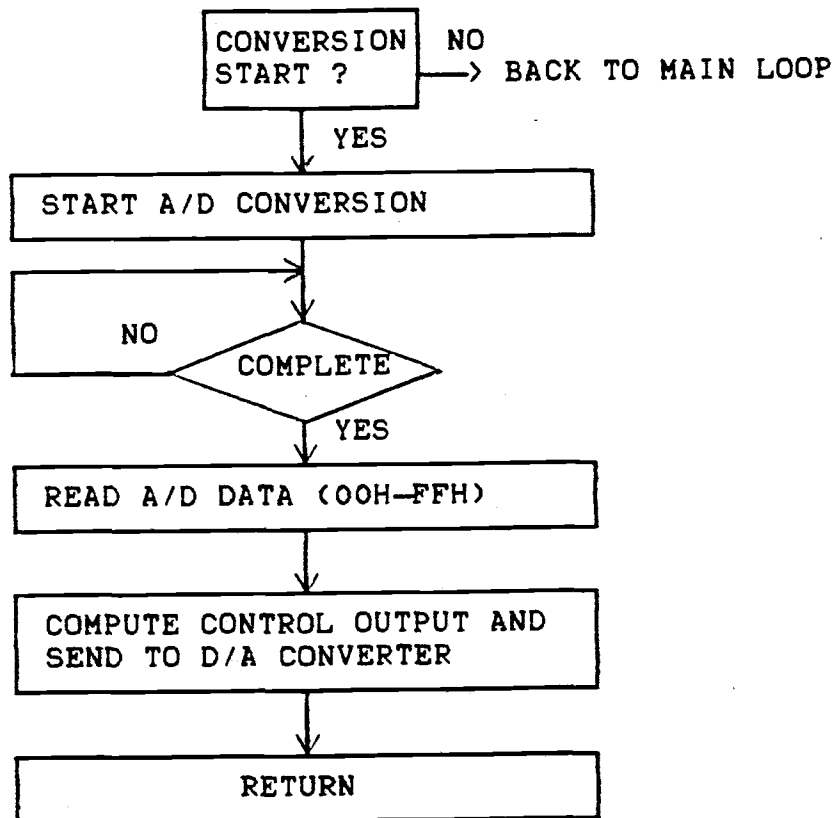 CONVERSION
START ?
NO
BACK TO MAIN LOOP
YES
START A/D CONVERSION
NO
COMPLETE
YES
READ A/D DATA (00H-FFH)
COMPUTE CONTROL OUTPUT AND
SEND TO D/A CONVERTER
RETURN